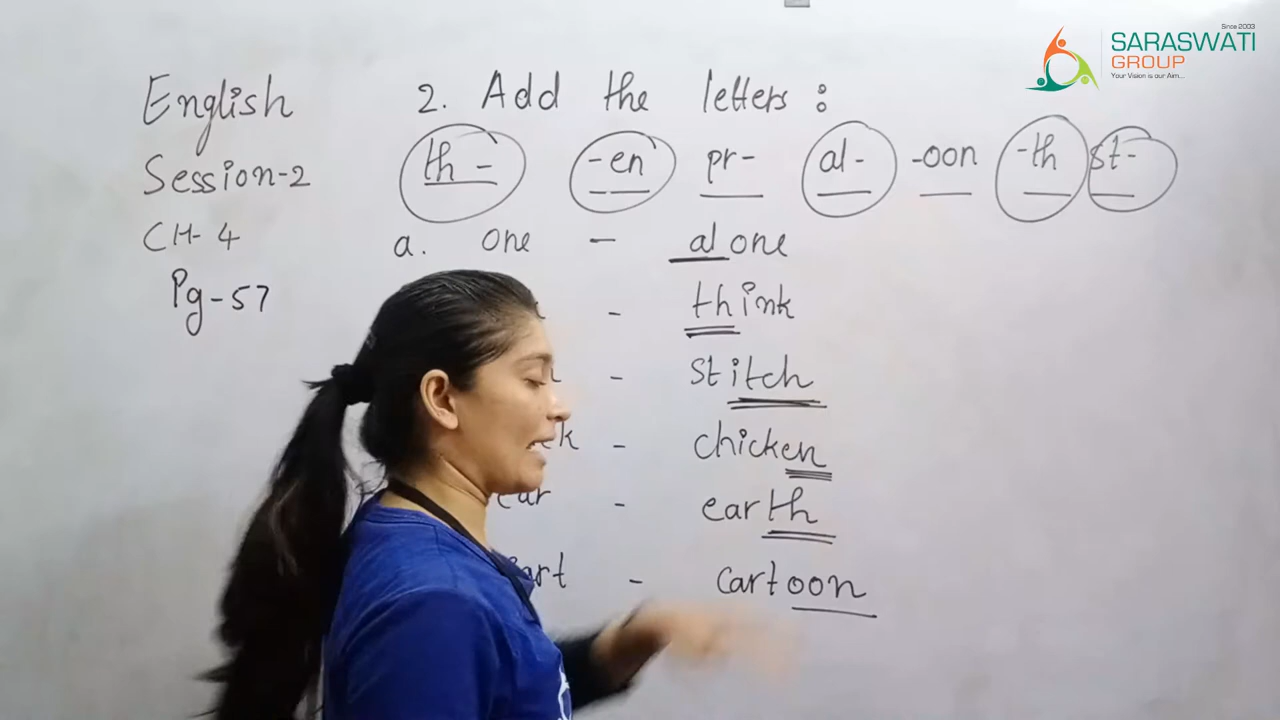 Since 2003
SARASWATI
GROUP
Your Vision is our Aim...
English
Session-2
CH-4
Pg-57
2. Add the letters :
th - -en pr- al- -oon -th st-
a. one - alone
- think
- stitch
- chicken
ear - earth
art - cartoon